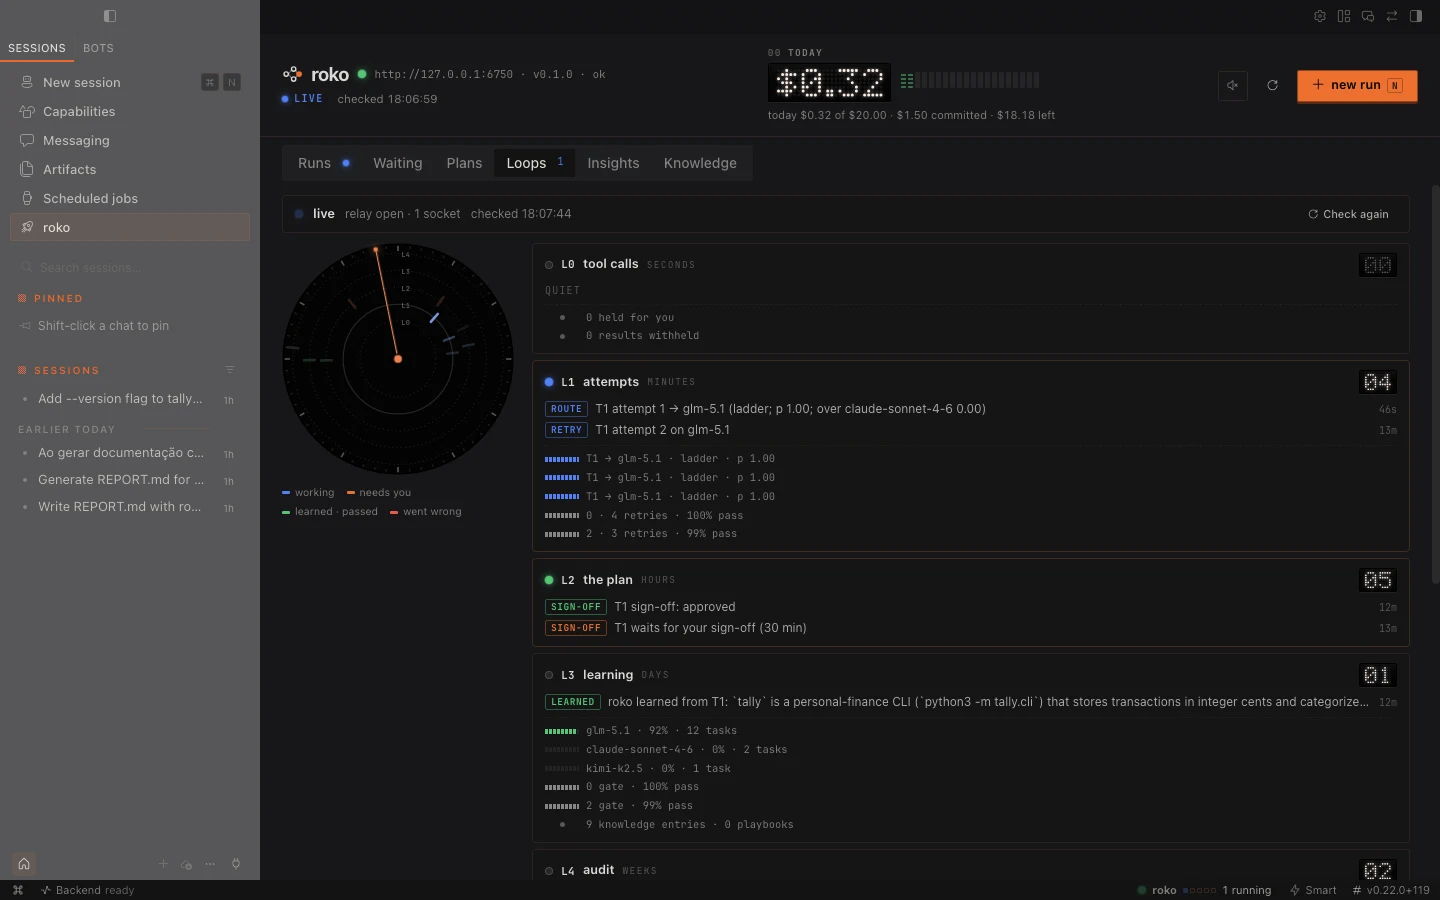 SESSIONS BOTS
New session ⌘ N
Capabilities
Messaging
Artifacts
Scheduled jobs
roko
Search sessions...
PINNED
Shift-click a chat to pin
SESSIONS
Add --version flag to tally... 1h
EARLIER TODAY
Ao gerar documentação c... 1h
Generate REPORT.md for ... 1h
Write REPORT.md with ro... 1h
roko http://127.0.0.1:6750 · v0.1.0 · ok
LIVE checked 18:06:59
00 TODAY
$0.32
today $0.32 of $20.00 · $1.50 committed · $18.18 left
+ new run N
Runs Waiting Plans Loops 1 Insights Knowledge
live relay open · 1 socket checked 18:07:44 Check again
L4
L3
L2
L1
L0
working needs you
learned · passed went wrong
L0 tool calls SECONDS 00
QUIET
0 held for you
0 results withheld
L1 attempts MINUTES 04
ROUTE T1 attempt 1 → glm-5.1 (ladder; p 1.00; over claude-sonnet-4-6 0.00) 46s
RETRY T1 attempt 2 on glm-5.1 13m
T1 → glm-5.1 · ladder · p 1.00
T1 → glm-5.1 · ladder · p 1.00
T1 → glm-5.1 · ladder · p 1.00
0 · 4 retries · 100% pass
2 · 3 retries · 99% pass
L2 the plan HOURS 05
SIGN-OFF T1 sign-off: approved 12m
SIGN-OFF T1 waits for your sign-off (30 min) 13m
L3 learning DAYS 01
LEARNED roko learned from T1: `tally` is a personal-finance CLI (`python3 -m tally.cli`) that stores transactions in integer cents and categorize... 12m
glm-5.1 · 92% · 12 tasks
claude-sonnet-4-6 · 0% · 2 tasks
kimi-k2.5 · 0% · 1 task
0 gate · 100% pass
2 gate · 99% pass
9 knowledge entries · 0 playbooks
L4 audit WEEKS 02
⌘ Backend ready roko 1 running Smart # v0.22.0+119